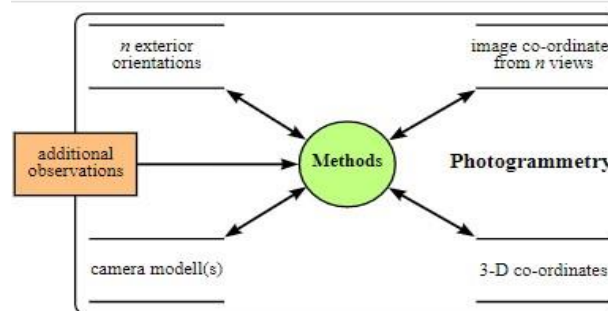 n exterior
orientations
image co-ordinate
from n views
additional
observations
Methods
Photogrammetry
camera modell(s)
3-D co-ordinates